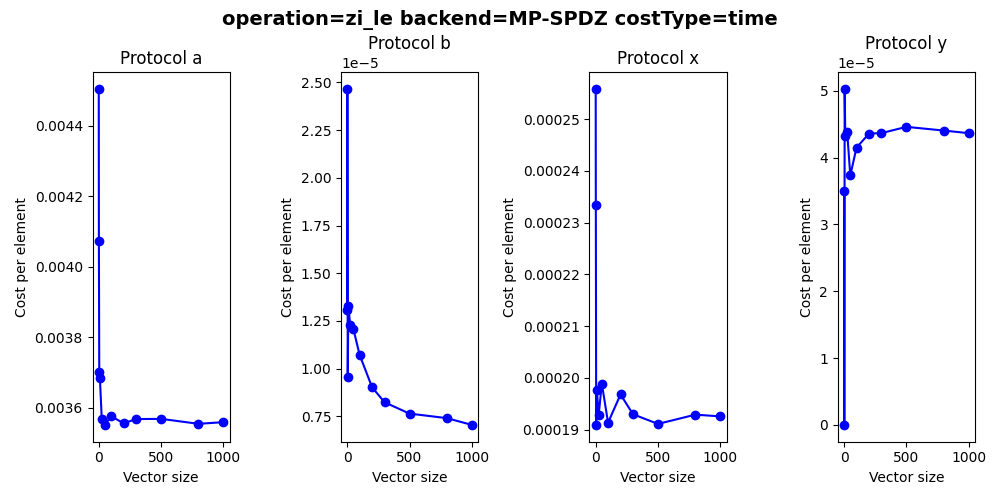 operation=zi_le backend=MP-SPDZ costType=time
Protocol a
Cost per element
0.0044
0.0042
0.0040
0.0038
0.0036
0
1000
Vector size
Protocol b
1e−5
Cost per element
2.50
2.25
2.00
1.75
1.50
1.25
1.00
0.75
0
1000
Vector size
Protocol x
Cost per element
0.00025
0.00024
0.00023
0.00022
0.00021
0.00020
0.00019
0
500
1000
Vector size
Protocol y
1e−5
Cost per element
5
4
3
2
1
0
0
500
1000
Vector size